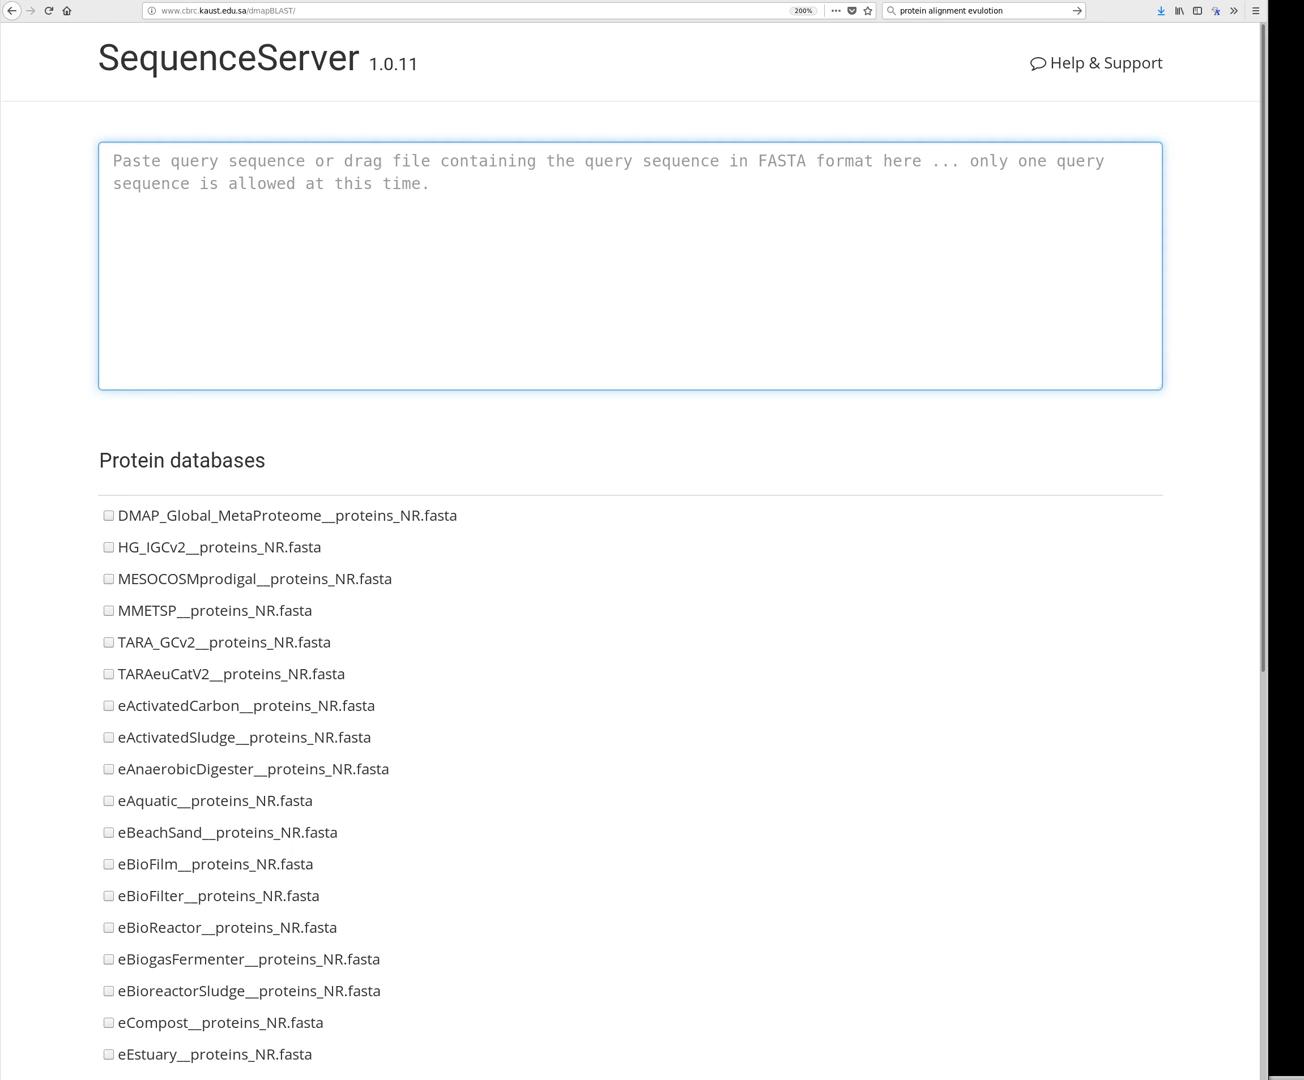 www.cbrc.kaust.edu.sa/dmapBLAST/ 200% protein alignment evulotion
SequenceServer 1.0.11
Help & Support
Paste query sequence or drag file containing the query sequence in FASTA format here ... only one query
sequence is allowed at this time.
Protein databases
DMAP_Global_MetaProteome__proteins_NR.fasta
HG_IGCv2__proteins_NR.fasta
MESOCOSMprodigal__proteins_NR.fasta
MMETSP__proteins_NR.fasta
TARA_GCv2__proteins_NR.fasta
TARAeuCatV2__proteins_NR.fasta
eActivatedCarbon__proteins_NR.fasta
eActivatedSludge__proteins_NR.fasta
eAnaerobicDigester__proteins_NR.fasta
eAquatic__proteins_NR.fasta
eBeachSand__proteins_NR.fasta
eBioFilm__proteins_NR.fasta
eBioFilter__proteins_NR.fasta
eBioReactor__proteins_NR.fasta
eBiogasFermenter__proteins_NR.fasta
eBioreactorSludge__proteins_NR.fasta
eCompost__proteins_NR.fasta
eEstuary__proteins_NR.fasta